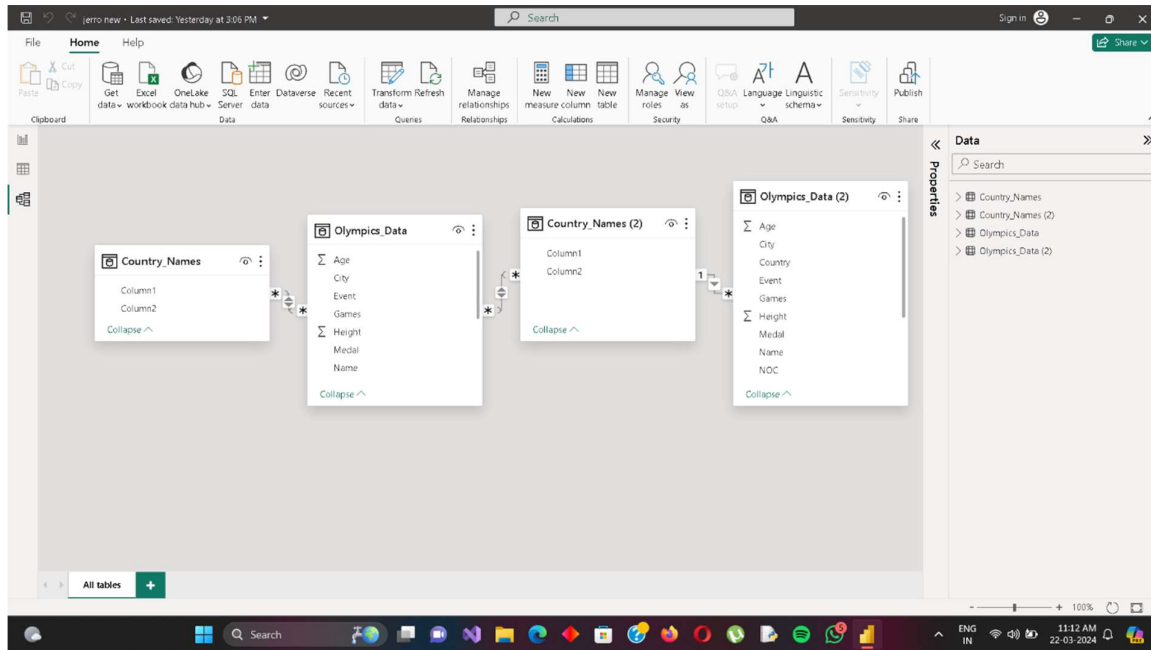 jerro new • Last saved: Yesterday at 3:06 PM
Search
Sign in
File Home Help
Share
Paste
Cut
Copy
Get data
Excel workbook
OneLake data hub
SQL Server
Enter data
Dataverse
Recent sources
Transform data
Refresh
Manage relationships
New measure
New column
New table
Manage roles
View as
Q&A setup
Language
Linguistic schema
Sensitivity
Publish
Clipboard
Data
Queries
Relationships
Calculations
Security
Q&A
Sensitivity
Share
Country_Names
Column1
Column2
Collapse
*
*
Olympics_Data
Σ Age
City
Event
Games
Σ Height
Medal
Name
Collapse
*
*
Country_Names (2)
Column1
Column2
Collapse
1
*
Olympics_Data (2)
Σ Age
City
Country
Event
Games
Σ Height
Medal
Name
NOC
Collapse
Properties
Data
Search
Country_Names
Country_Names (2)
Olympics_Data
Olympics_Data (2)
All tables
+
- + 100%
Search
5
ENG
IN
11:12 AM
22-03-2024